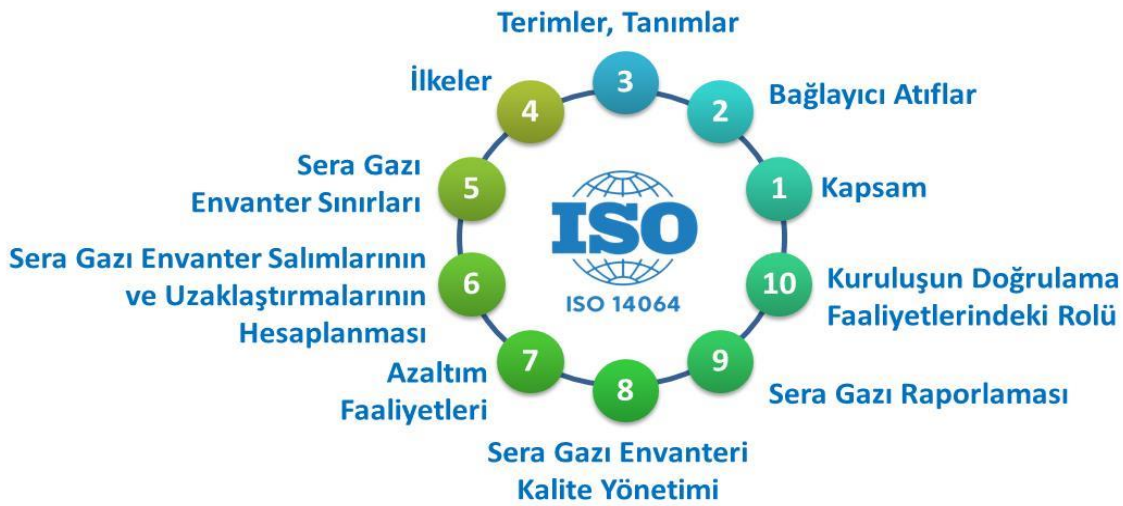 Terimler, Tanımlar
3
İlkeler
4
2
Bağlayıcı Atıflar
Sera Gazı
Envanter Sınırları
5
1
Kapsam
ISO
ISO 14064
Sera Gazı Envanter Salımlarının
ve Uzaklaştırmalarının
Hesaplanması
6
10
Kuruluşun Doğrulama
Faaliyetlerindeki Rolü
Azaltım
Faaliyetleri
7
9
Sera Gazı Raporlaması
8
Sera Gazı Envanteri
Kalite Yönetimi